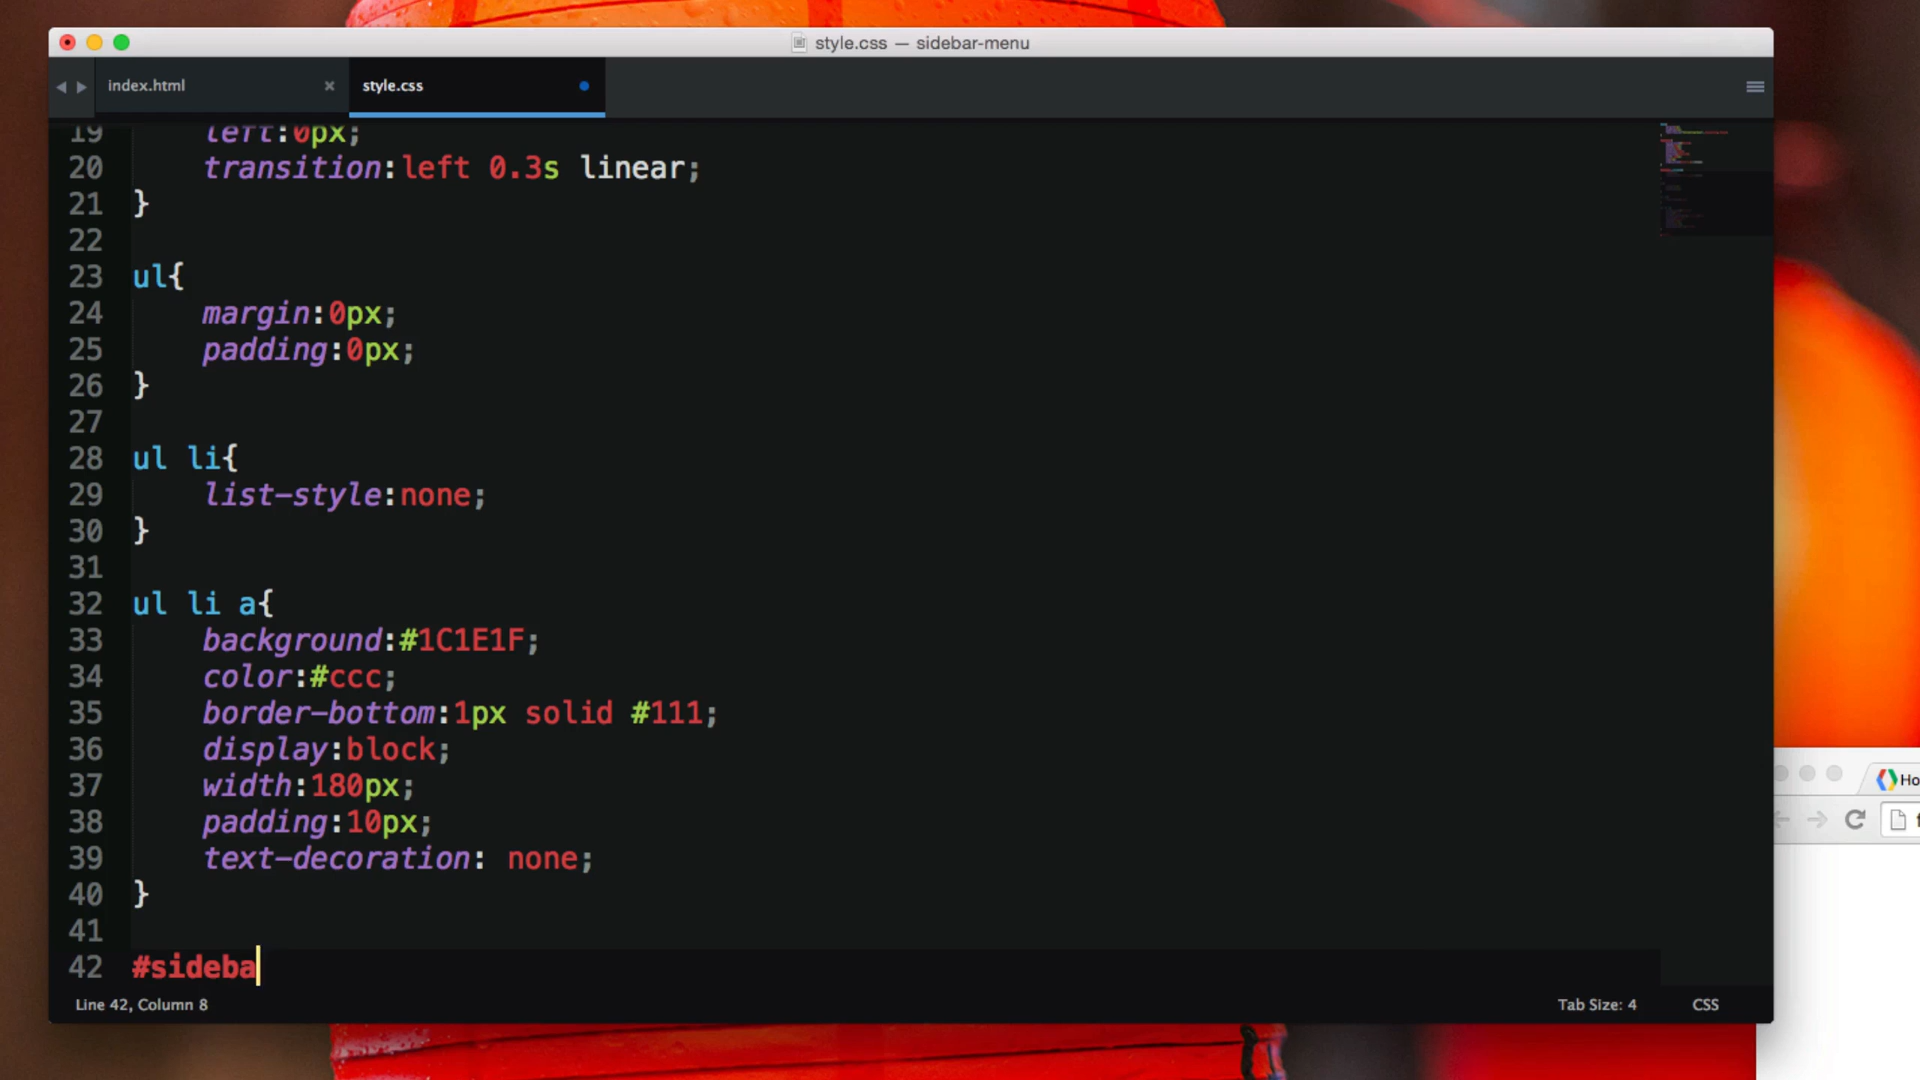 style.css — sidebar-menu
index.html
style.css
19 left:0px;
20 transition:left 0.3s linear;
21 }
22
23 ul{
24 margin:0px;
25 padding:0px;
26 }
27
28 ul li{
29 list-style:none;
30 }
31
32 ul li a{
33 background:#1C1E1F;
34 color:#ccc;
35 border-bottom:1px solid #111;
36 display:block;
37 width:180px;
38 padding:10px;
39 text-decoration: none;
40 }
41
42 #sideba
Line 42, Column 8
Tab Size: 4
CSS
Ho
f